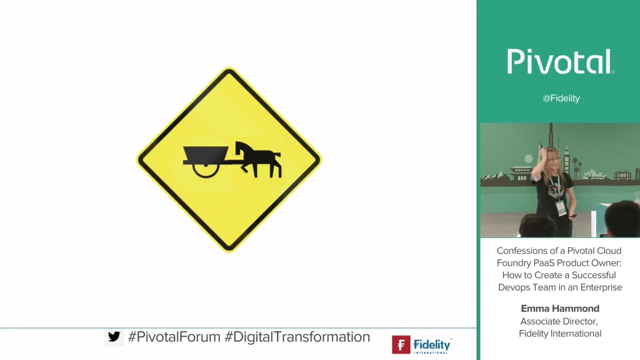 Pivotal
@Fidelity
Confessions of a Pivotal Cloud
Foundry PaaS Product Owner:
How to Create a Successful
Devops Team in an Enterprise
Emma Hammond
Associate Director,
Fidelity International
#PivotalForum #DigitalTransformation
Fidelity
INTERNATIONAL